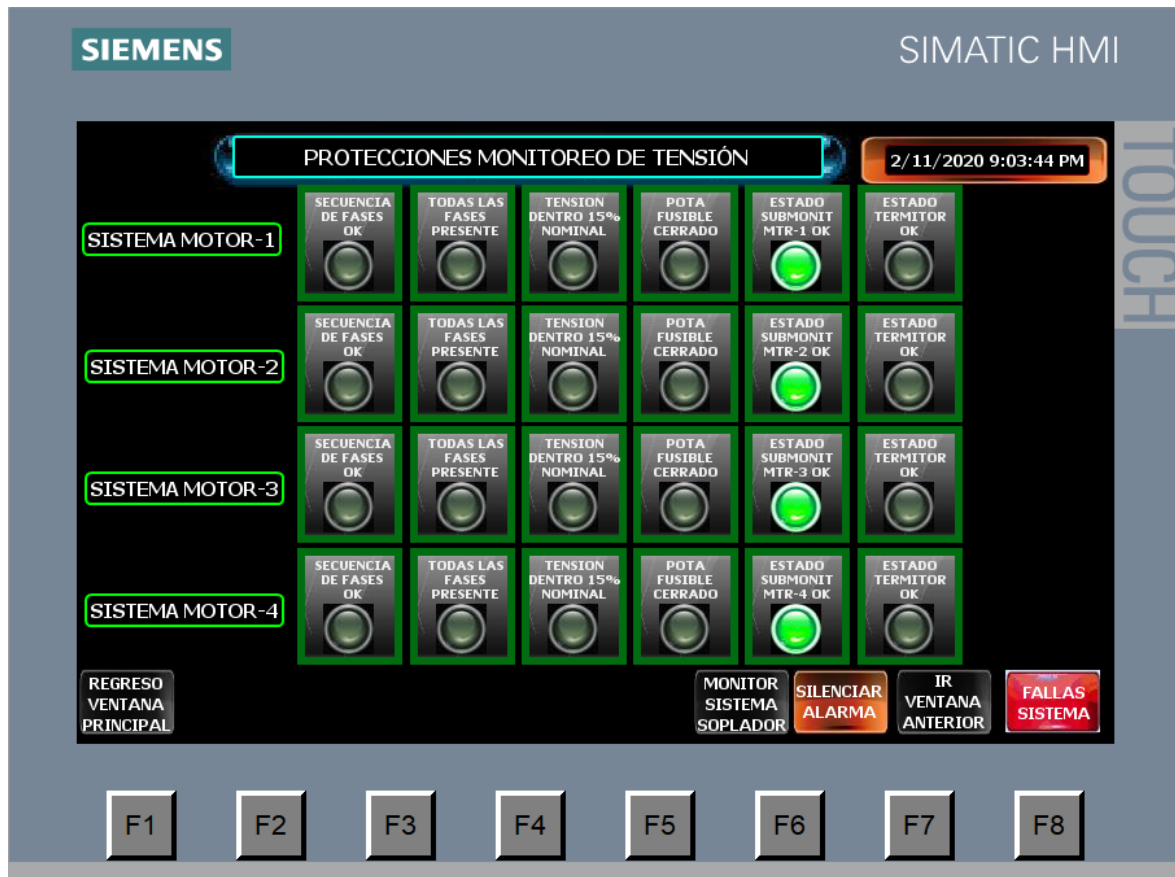 SIEMENS
SIMATIC HMI
TOUCH
PROTECCIONES MONITOREO DE TENSIÓN
2/11/2020 9:03:44 PM
SISTEMA MOTOR-1
SECUENCIA
DE FASES
OK
TODAS LAS
FASES
PRESENTE
TENSION
DENTRO 15%
NOMINAL
POTA
FUSIBLE
CERRADO
ESTADO
SUBMONIT
MTR-1 OK
ESTADO
TERMITOR
OK
SISTEMA MOTOR-2
SECUENCIA
DE FASES
OK
TODAS LAS
FASES
PRESENTE
TENSION
DENTRO 15%
NOMINAL
POTA
FUSIBLE
CERRADO
ESTADO
SUBMONIT
MTR-2 OK
ESTADO
TERMITOR
OK
SISTEMA MOTOR-3
SECUENCIA
DE FASES
OK
TODAS LAS
FASES
PRESENTE
TENSION
DENTRO 15%
NOMINAL
POTA
FUSIBLE
CERRADO
ESTADO
SUBMONIT
MTR-3 OK
ESTADO
TERMITOR
OK
SISTEMA MOTOR-4
SECUENCIA
DE FASES
OK
TODAS LAS
FASES
PRESENTE
TENSION
DENTRO 15%
NOMINAL
POTA
FUSIBLE
CERRADO
ESTADO
SUBMONIT
MTR-4 OK
ESTADO
TERMITOR
OK
REGRESO
VENTANA
PRINCIPAL
MONITOR
SISTEMA
SOPLADOR
SILENCIAR
ALARMA
IR
VENTANA
ANTERIOR
FALLAS
SISTEMA
F1
F2
F3
F4
F5
F6
F7
F8